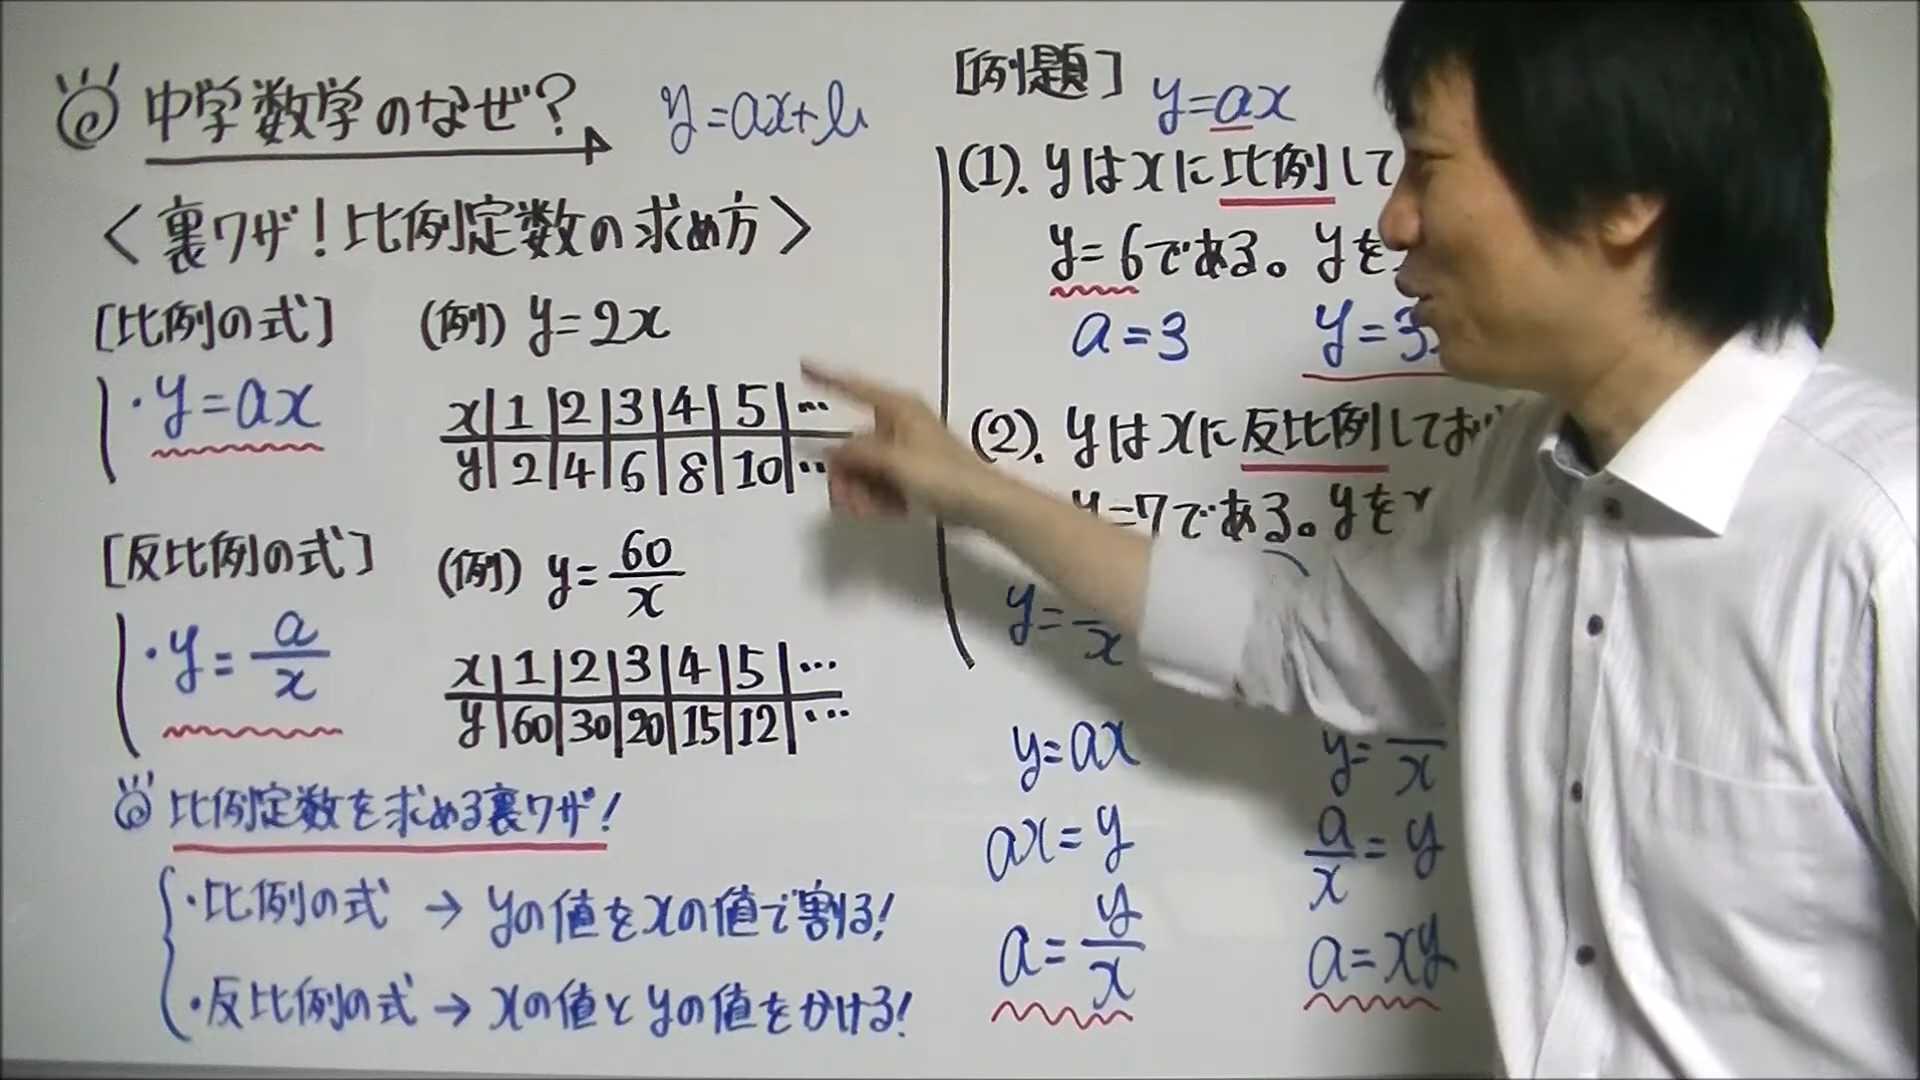 中学数学のなぜ? y=ax+b
<裏ワザ!比例定数の求め方>
[比例の式] (例) y=2x
・y=ax
x 1 2 3 4 5 …
y 2 4 6 8 10 …
[反比例の式] (例) y=60/x
・y=a/x
x 1 2 3 4 5 …
y 60 30 20 15 12 …
比例定数を求める裏ワザ!
・比例の式 → yの値をxの値で割る!
・反比例の式 → xの値とyの値をかける!
[例題] y=ax
(1). yはxに比例して
y=6である。yを
a=3 y=3
(2). yはxに反比例してお
y=7である。yをx
y= /x
y=ax
ax=y
a=y/x
y= /x
a/x=y
a=xy